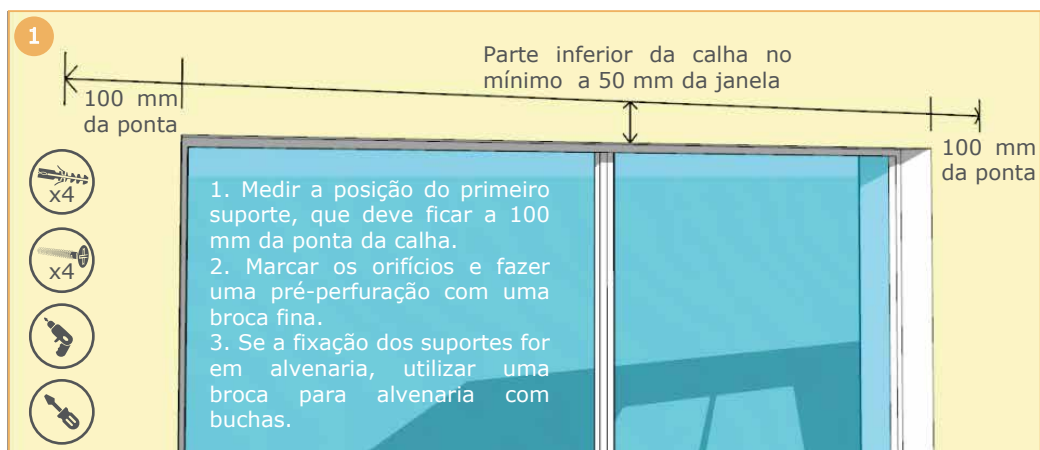 1
Parte inferior da calha no
mínimo a 50 mm da janela
100 mm
da ponta
100 mm
da ponta
x4
x4
1. Medir a posição do primeiro
suporte, que deve ficar a 100
mm da ponta da calha.
2. Marcar os orifícios e fazer
uma pré-perfuração com uma
broca fina.
3. Se a fixação dos suportes for
em alvenaria, utilizar uma
broca para alvenaria com
buchas.